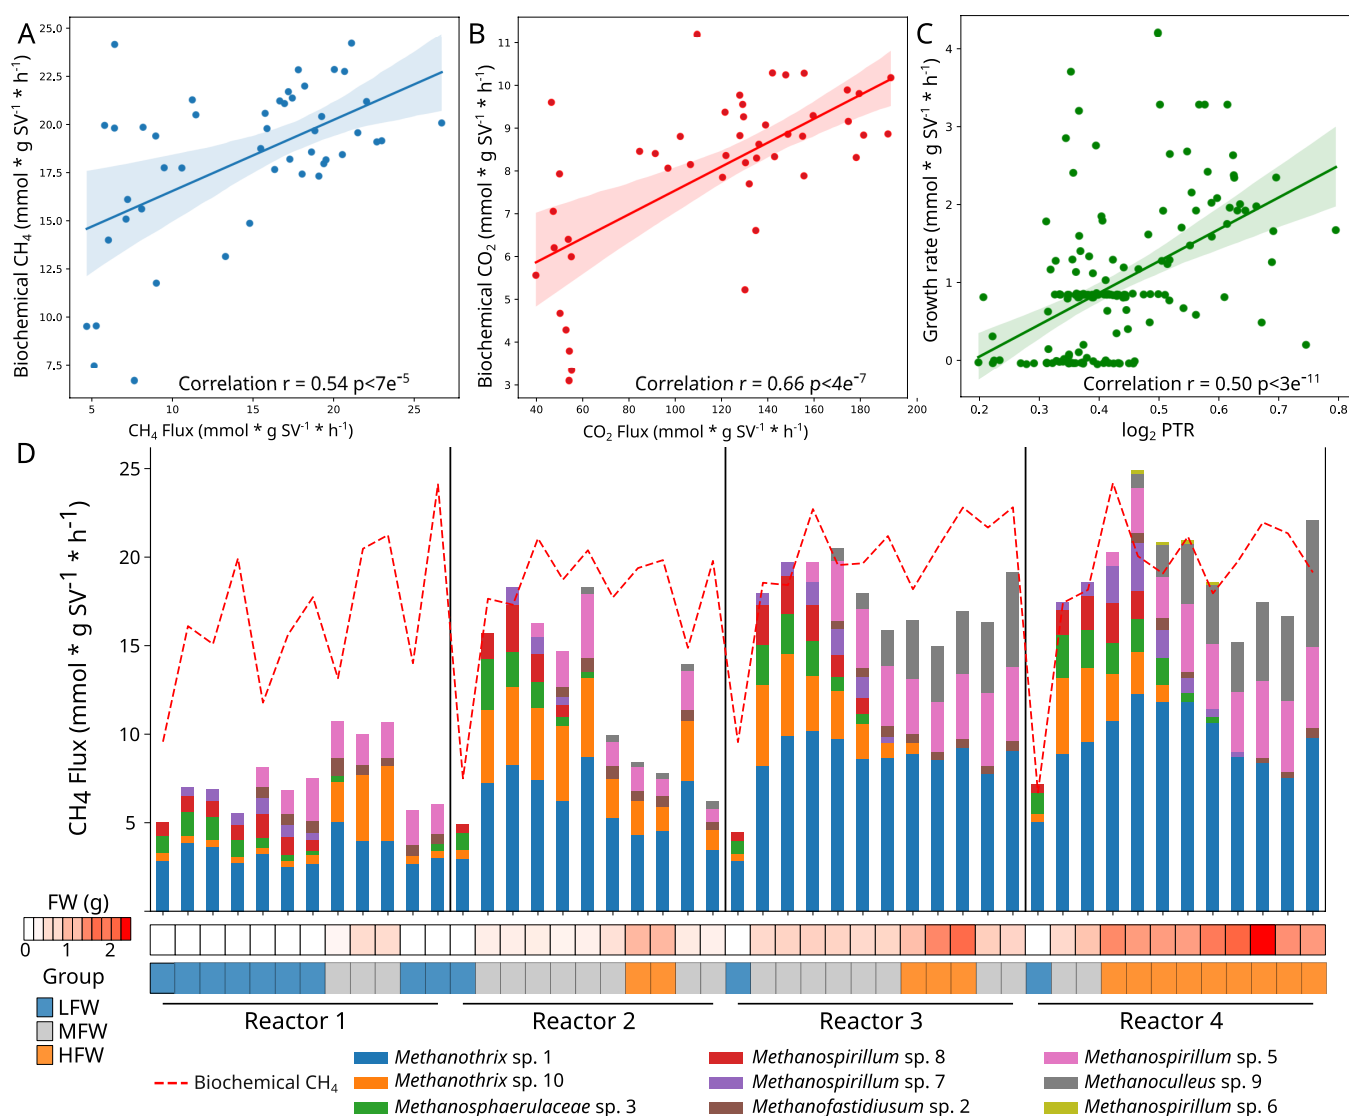 A
Biochemical CH4 (mmol * g SV-1 * h-1)
25.0
22.5
20.0
17.5
15.0
12.5
10.0
7.5
Correlation r = 0.54 p<7e-5
5
10
15
20
25
CH4 Flux (mmol * g SV-1 * h-1)
B
Biochemical CO2 (mmol * g SV-1 * h-1)
11
10
9
8
7
6
5
4
3
Correlation r = 0.66 p<4e-7
40
60
80
100
120
140
160
180
200
CO2 Flux (mmol * g SV-1 * h-1)
C
Growth rate (mmol * g SV-1 * h-1)
4
3
2
1
0
Correlation r = 0.50 p<3e-11
0.2
0.3
0.4
0.5
0.6
0.7
0.8
log2 PTR
D
CH4 Flux (mmol * g SV-1 * h-1)
25
20
15
10
5
FW (g)
0 1 2
Group
LFW
MFW
HFW
Reactor 1
Reactor 2
Reactor 3
Reactor 4
Biochemical CH4
Methanothrix sp. 1
Methanothrix sp. 10
Methanosphaerulaceae sp. 3
Methanospirillum sp. 8
Methanospirillum sp. 7
Methanofastidiusum sp. 2
Methanospirillum sp. 5
Methanoculleus sp. 9
Methanospirillum sp. 6